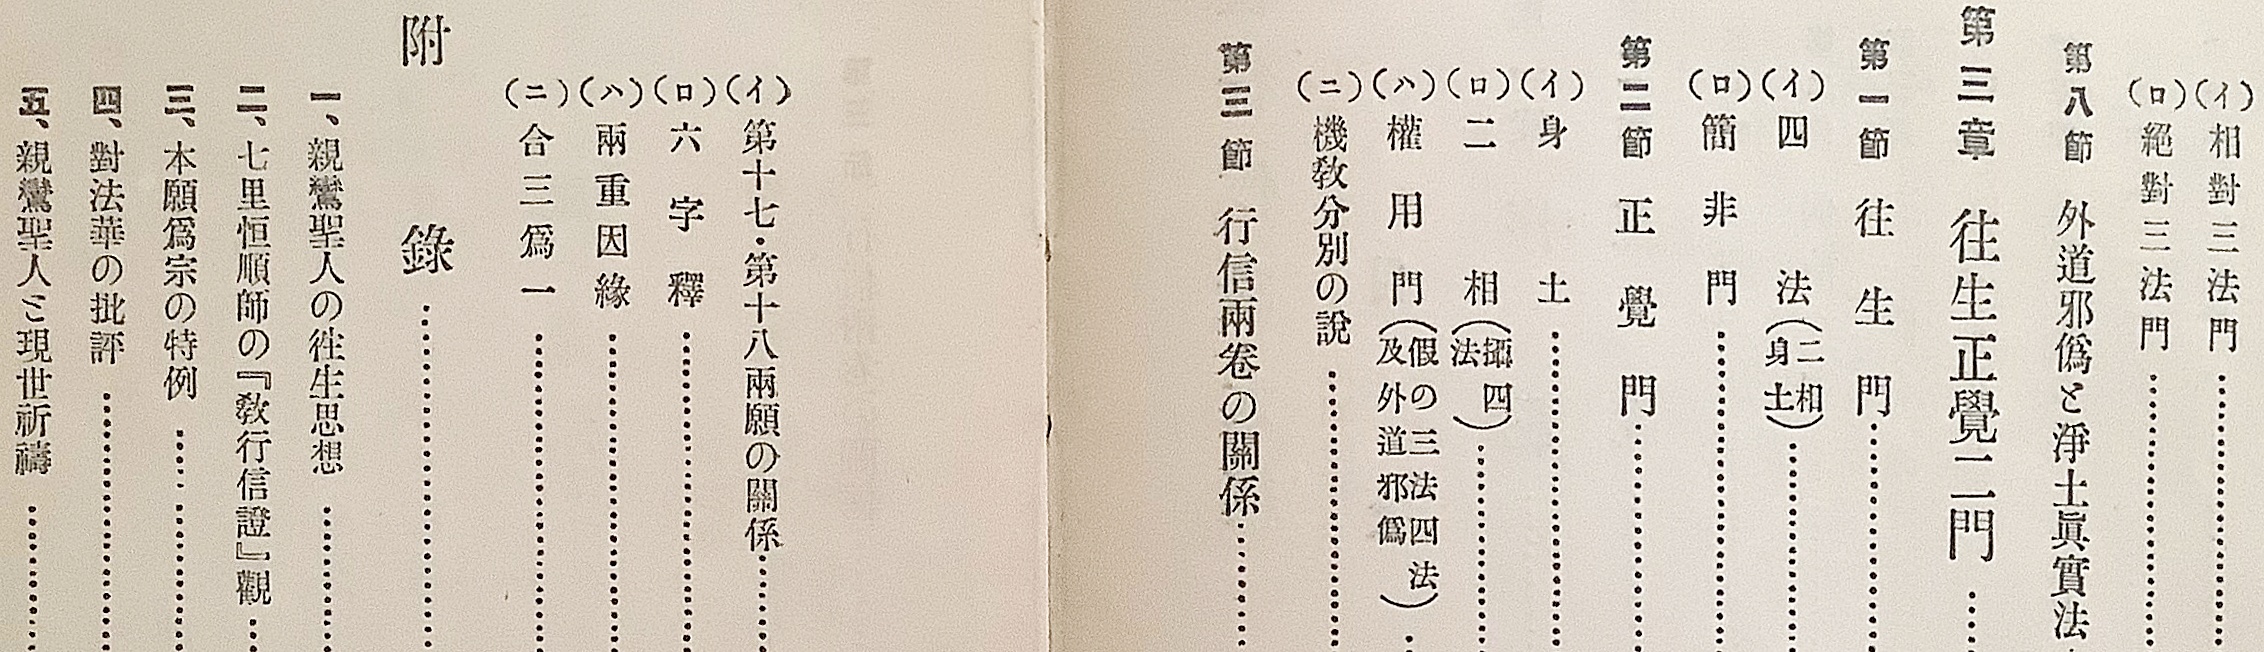 (イ)相對三法門
(ロ)絕對三法門
第八節 外道邪僞と淨土眞實法
第三章 往生正覺二門
第一節 往生門
(イ)四法(二相身土)
(ロ)簡非門
第二節 正覺門
(イ)身土
(ロ)二相(攝四法)
(ハ)權用門(假の三法四法及外道邪僞)
(ニ)機敎分別の說
第三節 行信兩卷の關係
(イ)第十七・第十八兩願の關係
(ロ)六字釋
(ハ)兩重因緣
(ニ)合三爲一
附錄
一、親鸞聖人の徃生思想
二、七里恒順師の『敎行信證』觀
三、本願爲宗の特例
四、對法華の批評
五、親鸞聖人と現世祈禱